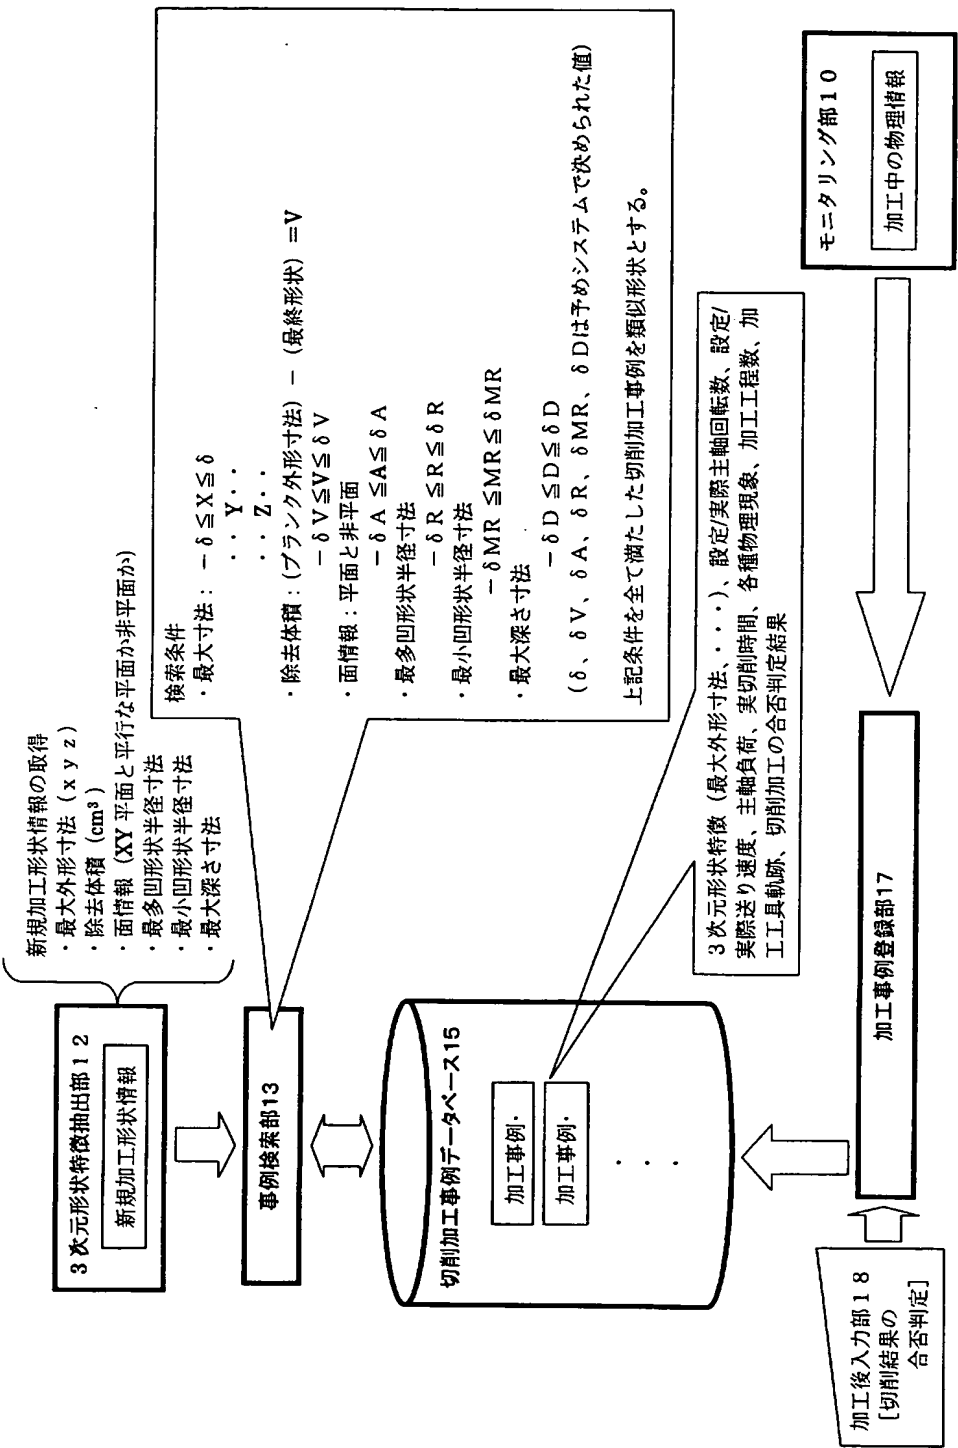 新規加工形状情報の取得
・最大外形寸法（ｘｙｚ）
・除去体積（cm³）
・面情報（XY 平面と平行な平面か非平面か）
・最多凹形状半径寸法
・最小凹形状半径寸法
・最大深さ寸法
３次元形状特徴抽出部１２
新規加工形状情報
事例検索部13
検索条件
・最大寸法：－δ≦X≦δ
・・Y・・
・・Z・・
・除去体積：(ブランク外形寸法) － (最終形状) ＝V
－δV≦V≦δV
・面情報：平面と非平面
－δA≦A≦δA
・最多凹形状半径寸法
－δR≦R≦δR
・最小凹形状半径寸法
－δMR≦MR≦δMR
・最大深さ寸法
－δD≦D≦δD
(δ、δV、δA、δR、δMR、δDは予めシステムで決められた値)
上記条件を全て満たした切削加工事例を類似形状とする。
切削加工事例データベース15
加工事例・
加工事例・
・・・
３次元形状特徴（最大外形寸法、・・・）、設定/実際主軸回転数、設定/
実際送り速度、主軸負荷、実切削時間、各種物理現象、加工工程数、加
工工具軌跡、切削加工の合否判定結果
モニタリング部１０
加工中の物理情報
加工事例登録部17
加工後入力部１８
［切削結果の
合否判定］